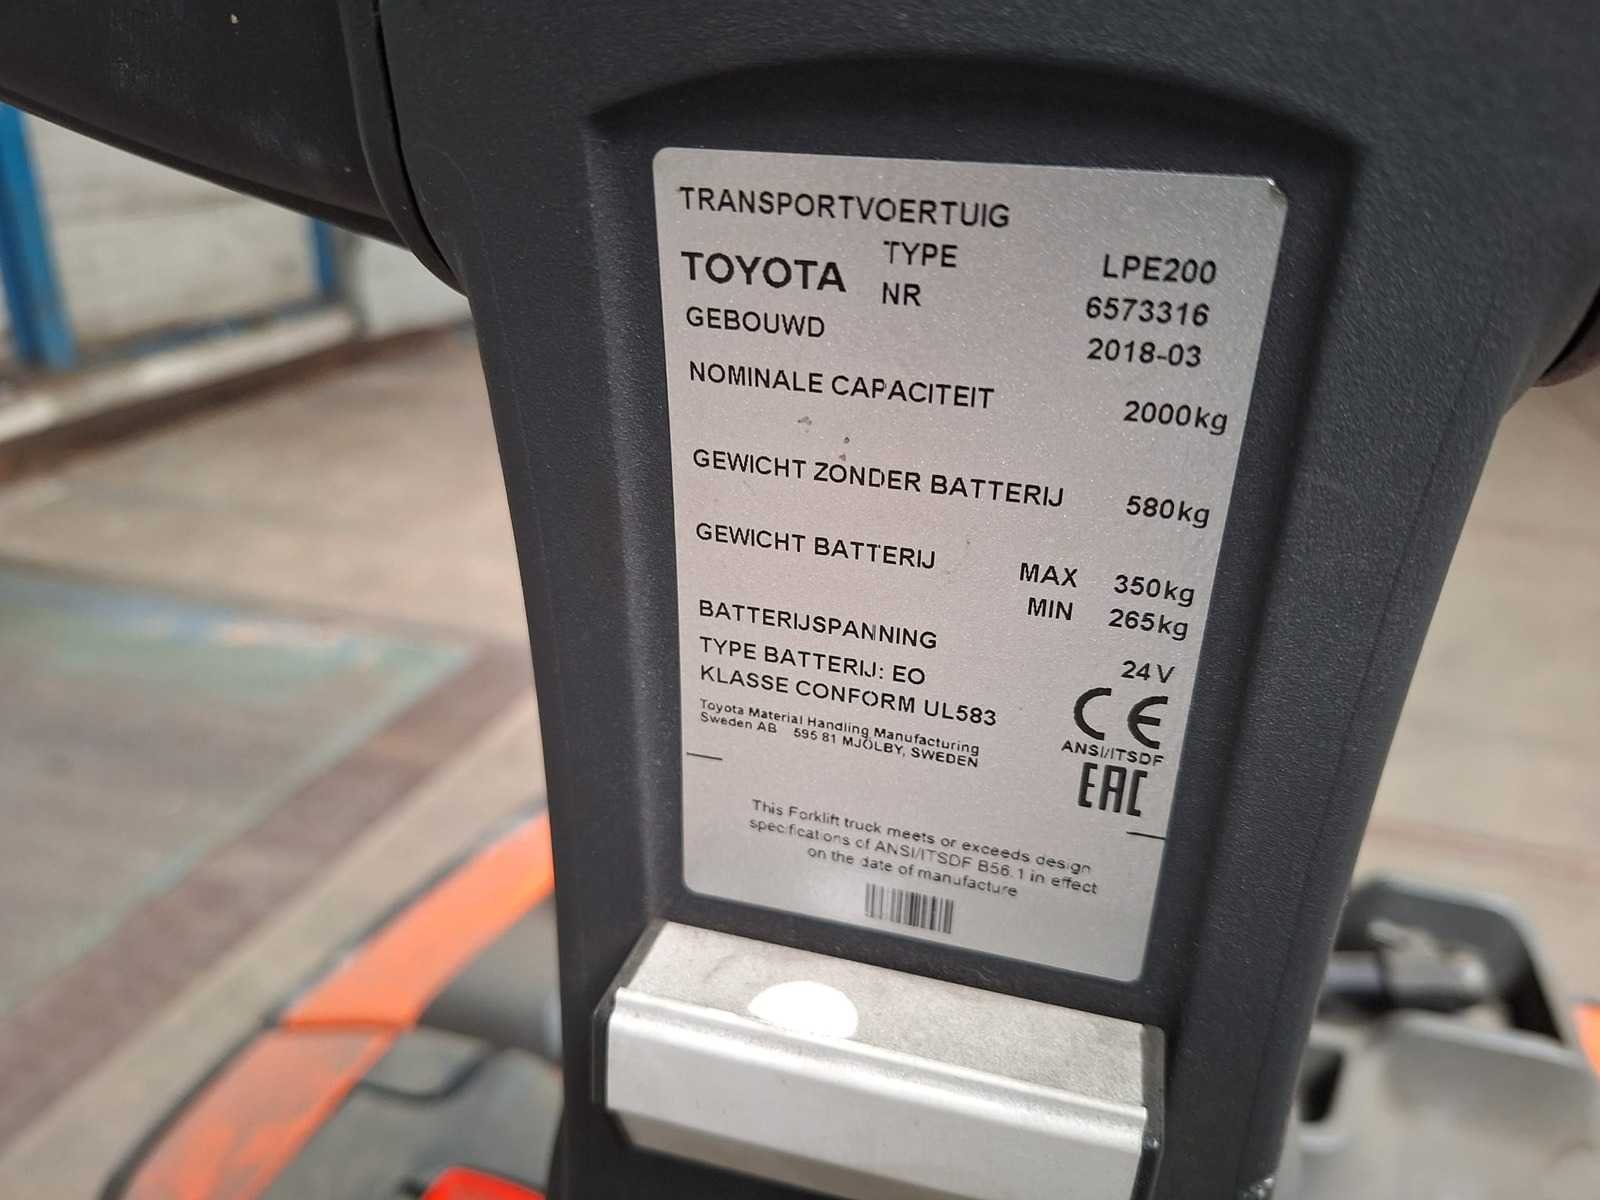 TRANSPORTVOERTUIG
TOYOTA TYPE LPE200
NR 6573316
GEBOUWD 2018-03
NOMINALE CAPACITEIT 2000kg
GEWICHT ZONDER BATTERIJ 580kg
GEWICHT BATTERIJ MAX 350kg
MIN 265kg
BATTERIJSPANNING 24V
TYPE BATTERIJ: EO
KLASSE CONFORM UL583
CE
Toyota Material Handling Manufacturing
Sweden AB 595 81 MJÖLBY, SWEDEN
ANSI/ITSDF
EAC
This Forklift truck meets or exceeds design
specifications of ANSI/ITSDF B56.1 in effect
on the date of manufacture